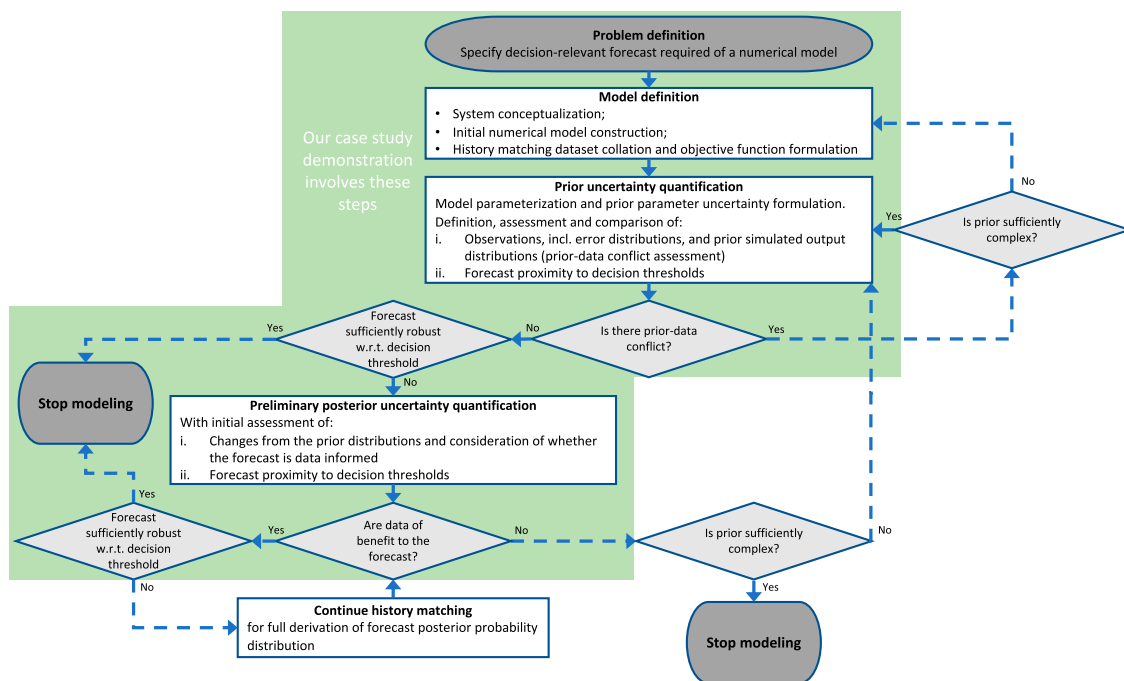 Problem definition
Specify decision-relevant forecast required of a numerical model
Model definition
• System conceptualization;
• Initial numerical model construction;
• History matching dataset collation and objective function formulation
Our case study
demonstration
involves these
steps
Prior uncertainty quantification
Model parameterization and prior parameter uncertainty formulation.
Definition, assessment and comparison of:
i. Observations, incl. error distributions, and prior simulated output
distributions (prior-data conflict assessment)
ii. Forecast proximity to decision thresholds
No
Yes
Is prior sufficiently
complex?
Is there prior-data
conflict?
Yes
No
Forecast
sufficiently robust
w.r.t. decision
threshold
Yes
No
Stop modeling
Preliminary posterior uncertainty quantification
With initial assessment of:
i. Changes from the prior distributions and consideration of whether
the forecast is data informed
ii. Forecast proximity to decision thresholds
Are data of
benefit to the
forecast?
Yes
No
Forecast
sufficiently robust
w.r.t. decision
threshold
Yes
No
Is prior sufficiently
complex?
No
Yes
Continue history matching
for full derivation of forecast posterior probability
distribution
Stop modeling